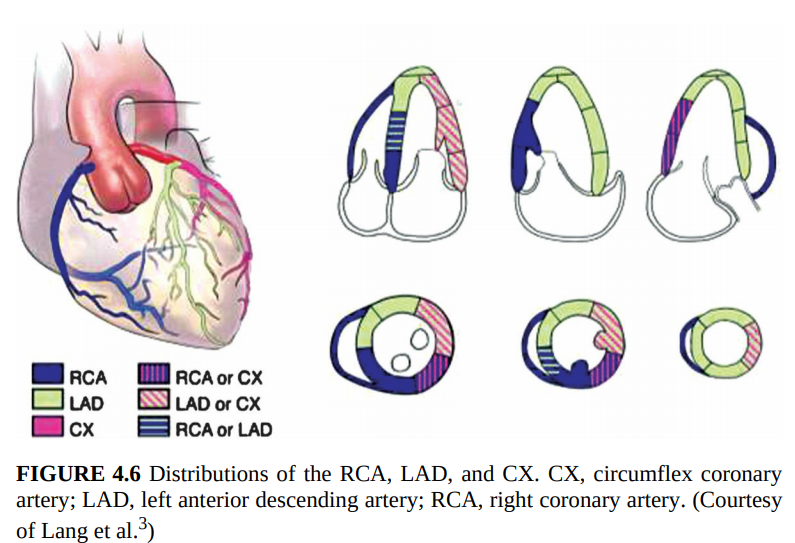 RCA
RCA or CX
LAD
LAD or CX
CX
RCA or LAD
FIGURE 4.6 Distributions of the RCA, LAD, and CX. CX, circumflex coronary
artery; LAD, left anterior descending artery; RCA, right coronary artery. (Courtesy
of Lang et al.3)